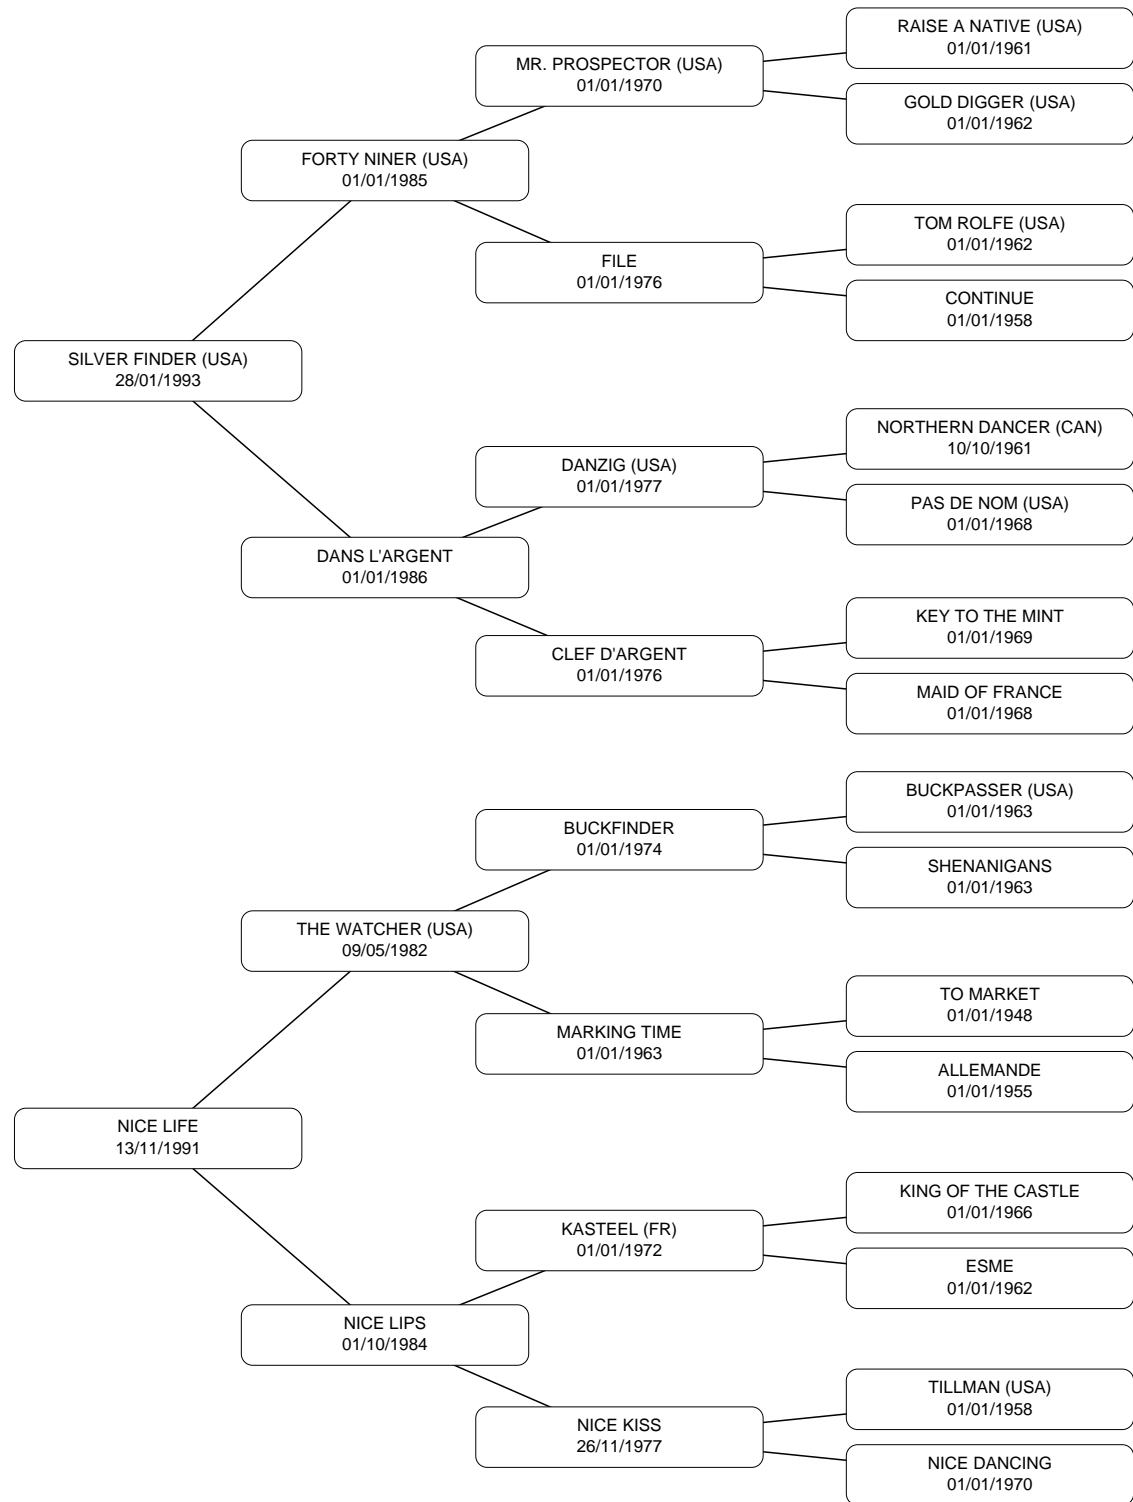 RAISE A NATIVE (USA)
01/01/1961
MR. PROSPECTOR (USA)
01/01/1970
GOLD DIGGER (USA)
01/01/1962
FORTY NINER (USA)
01/01/1985
TOM ROLFE (USA)
01/01/1962
FILE
01/01/1976
CONTINUE
01/01/1958
SILVER FINDER (USA)
28/01/1993
NORTHERN DANCER (CAN)
10/10/1961
DANZIG (USA)
01/01/1977
PAS DE NOM (USA)
01/01/1968
DANS L'ARGENT
01/01/1986
KEY TO THE MINT
01/01/1969
CLEF D'ARGENT
01/01/1976
MAID OF FRANCE
01/01/1968
BUCKPASSER (USA)
01/01/1963
BUCKFINDER
01/01/1974
SHENANIGANS
01/01/1963
THE WATCHER (USA)
09/05/1982
TO MARKET
01/01/1948
MARKING TIME
01/01/1963
ALLEMANDE
01/01/1955
NICE LIFE
13/11/1991
KING OF THE CASTLE
01/01/1966
KASTEEL (FR)
01/01/1972
ESME
01/01/1962
NICE LIPS
01/10/1984
TILLMAN (USA)
01/01/1958
NICE KISS
26/11/1977
NICE DANCING
01/01/1970